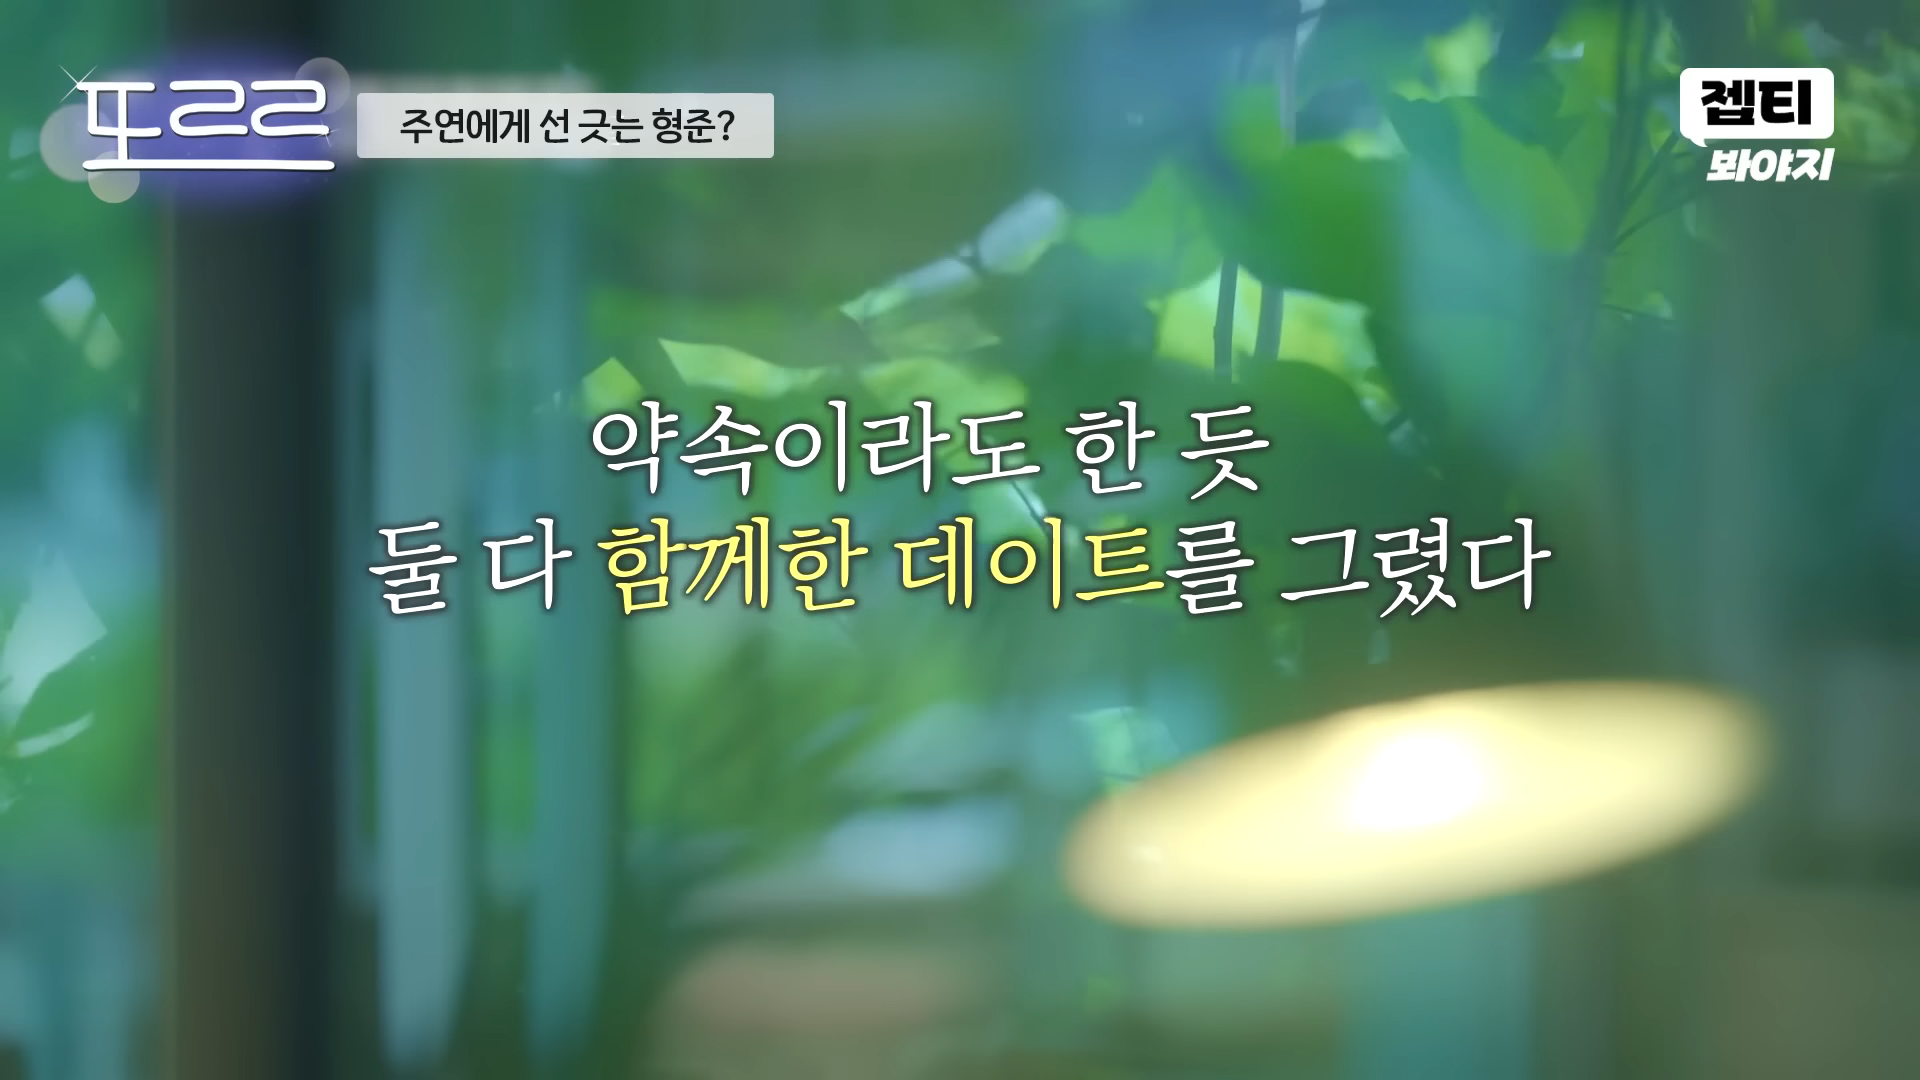 또르르
주연에게 선 긋는 형준?
젭티
봐야지
약속이라도 한 듯
둘 다 함께한 데이트를 그렸다